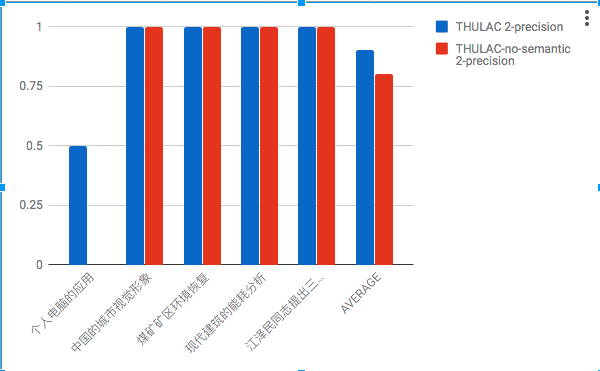 THULAC 2-precision
THULAC-no-semantic
2-precision
1
0.75
0.5
0.25
0
个人电脑的应用
中国的城市视觉形象
煤矿矿区环境恢复
现代建筑的能耗分析
江泽民同志提出三...
AVERAGE